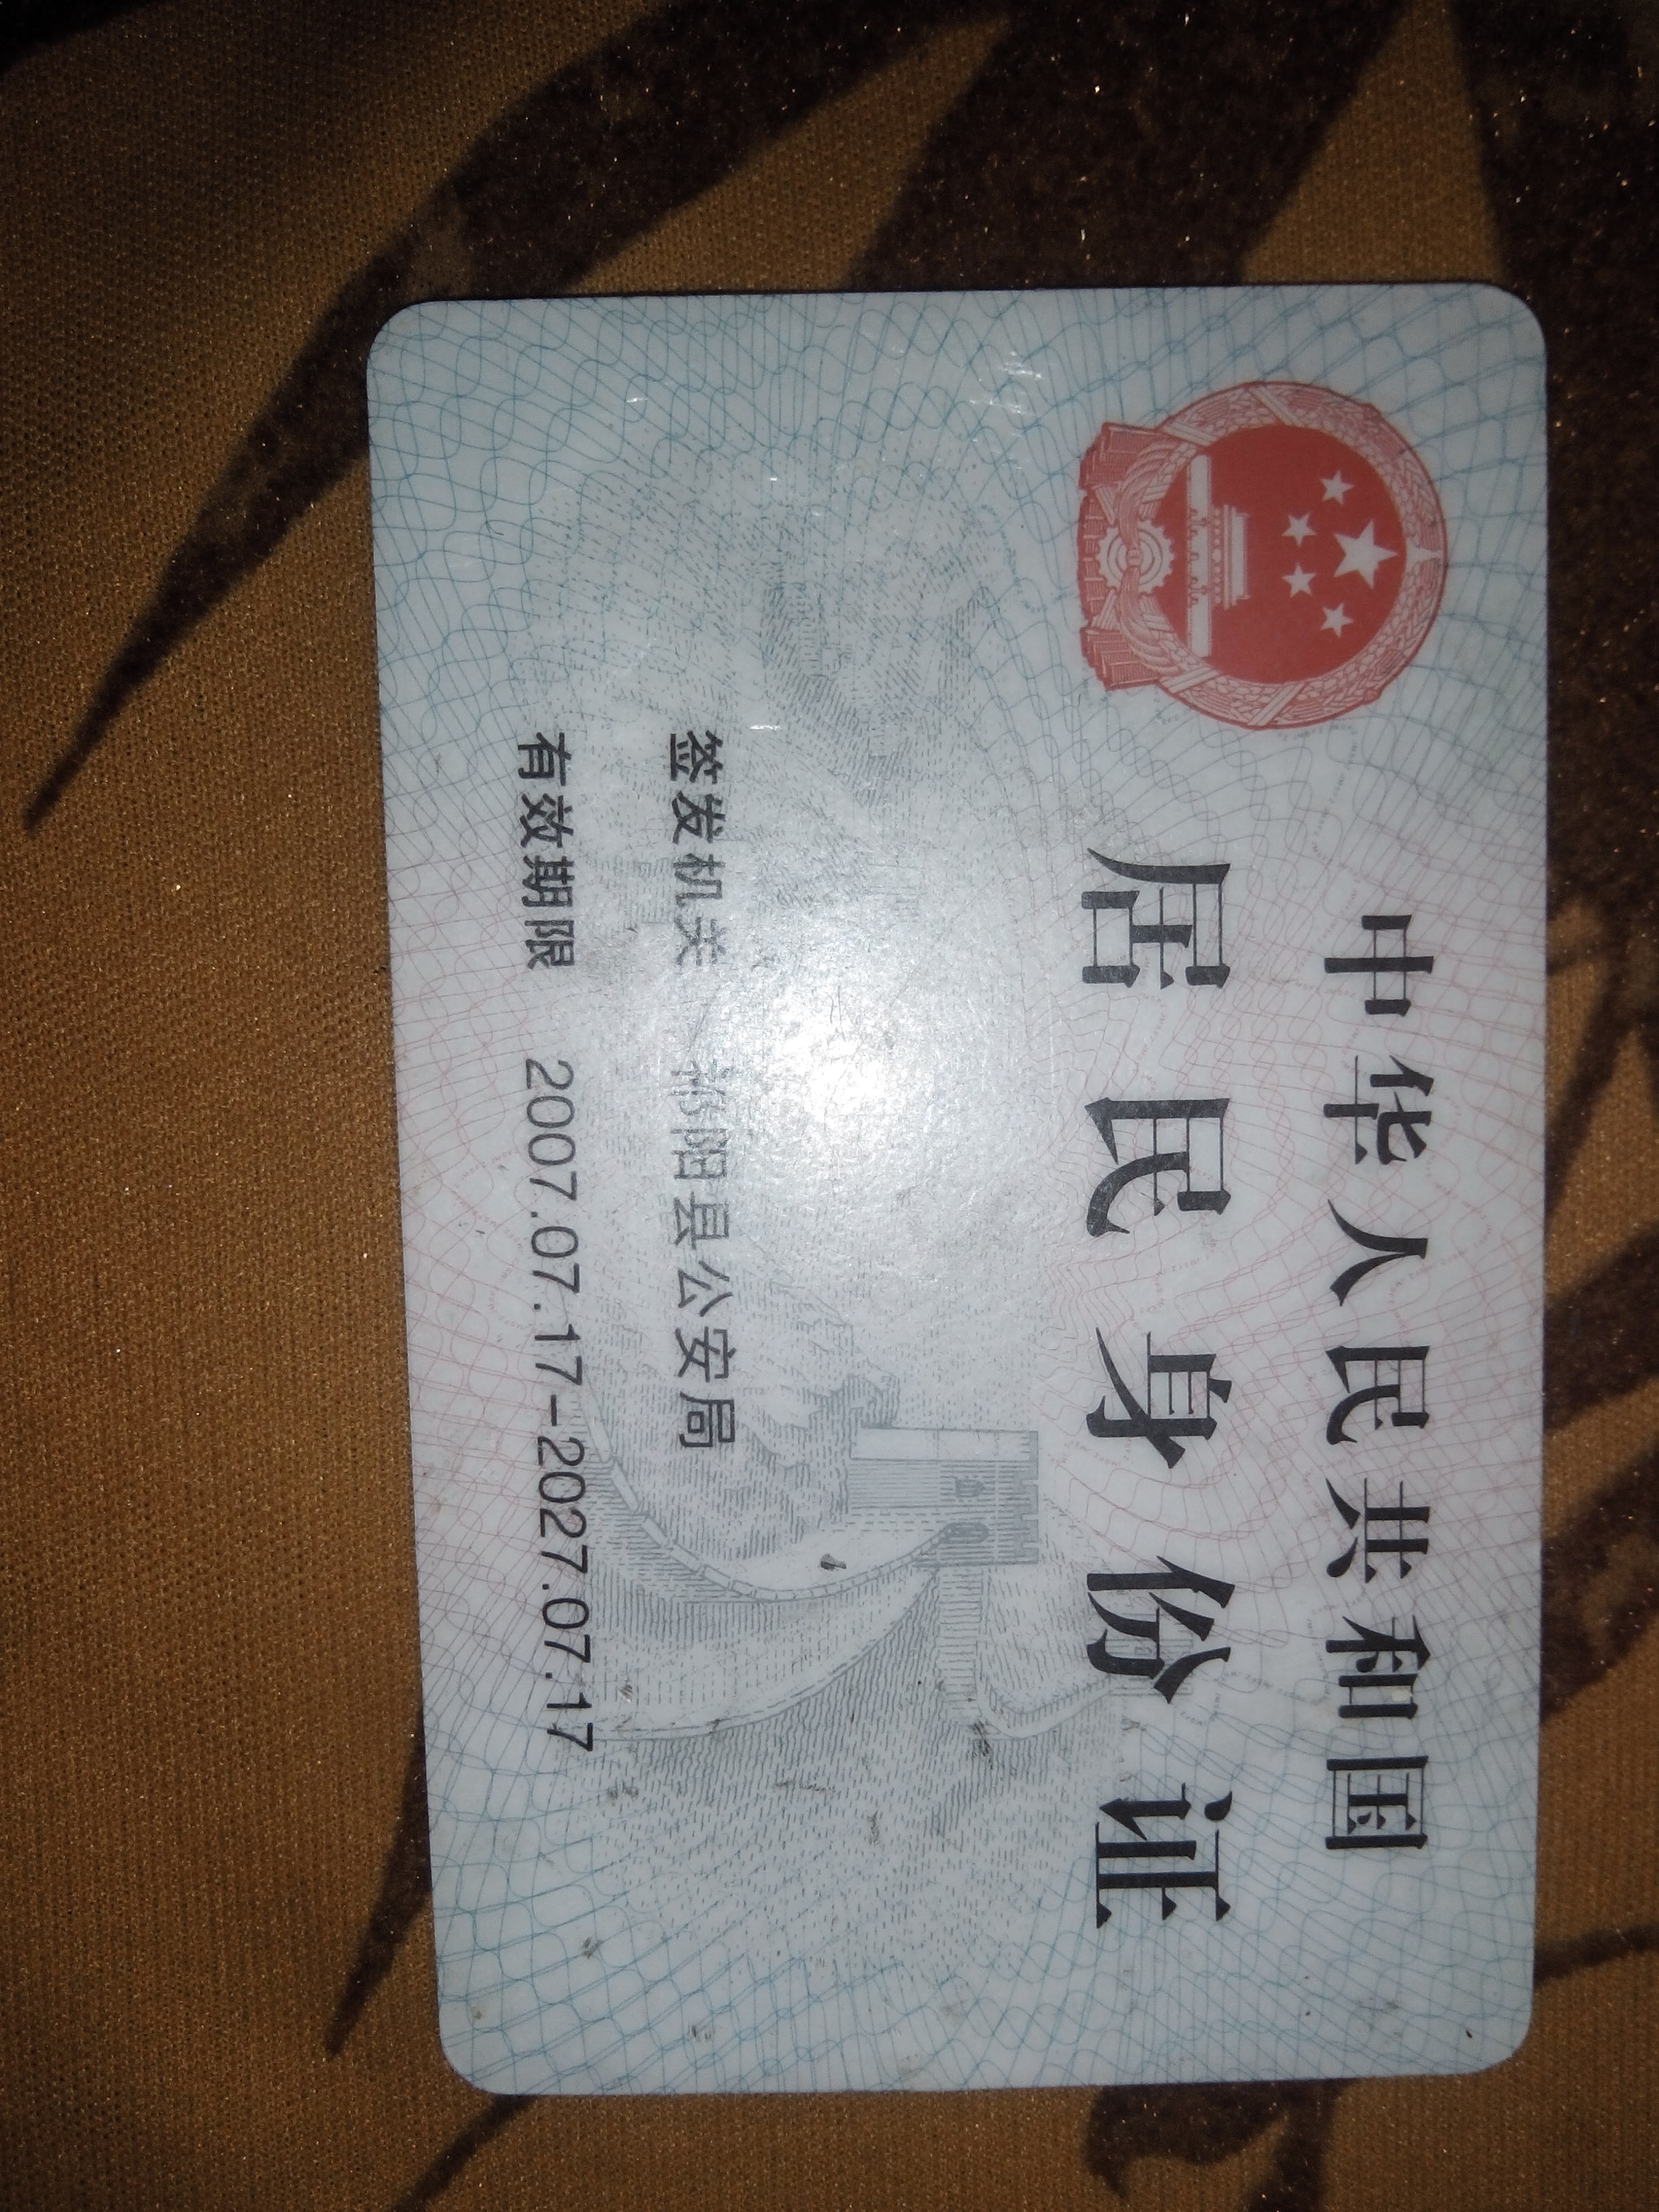 中华人民共和国
居民身份证
签发机关 祁阳县公安局
有效期限 2007.07.17-2027.07.17